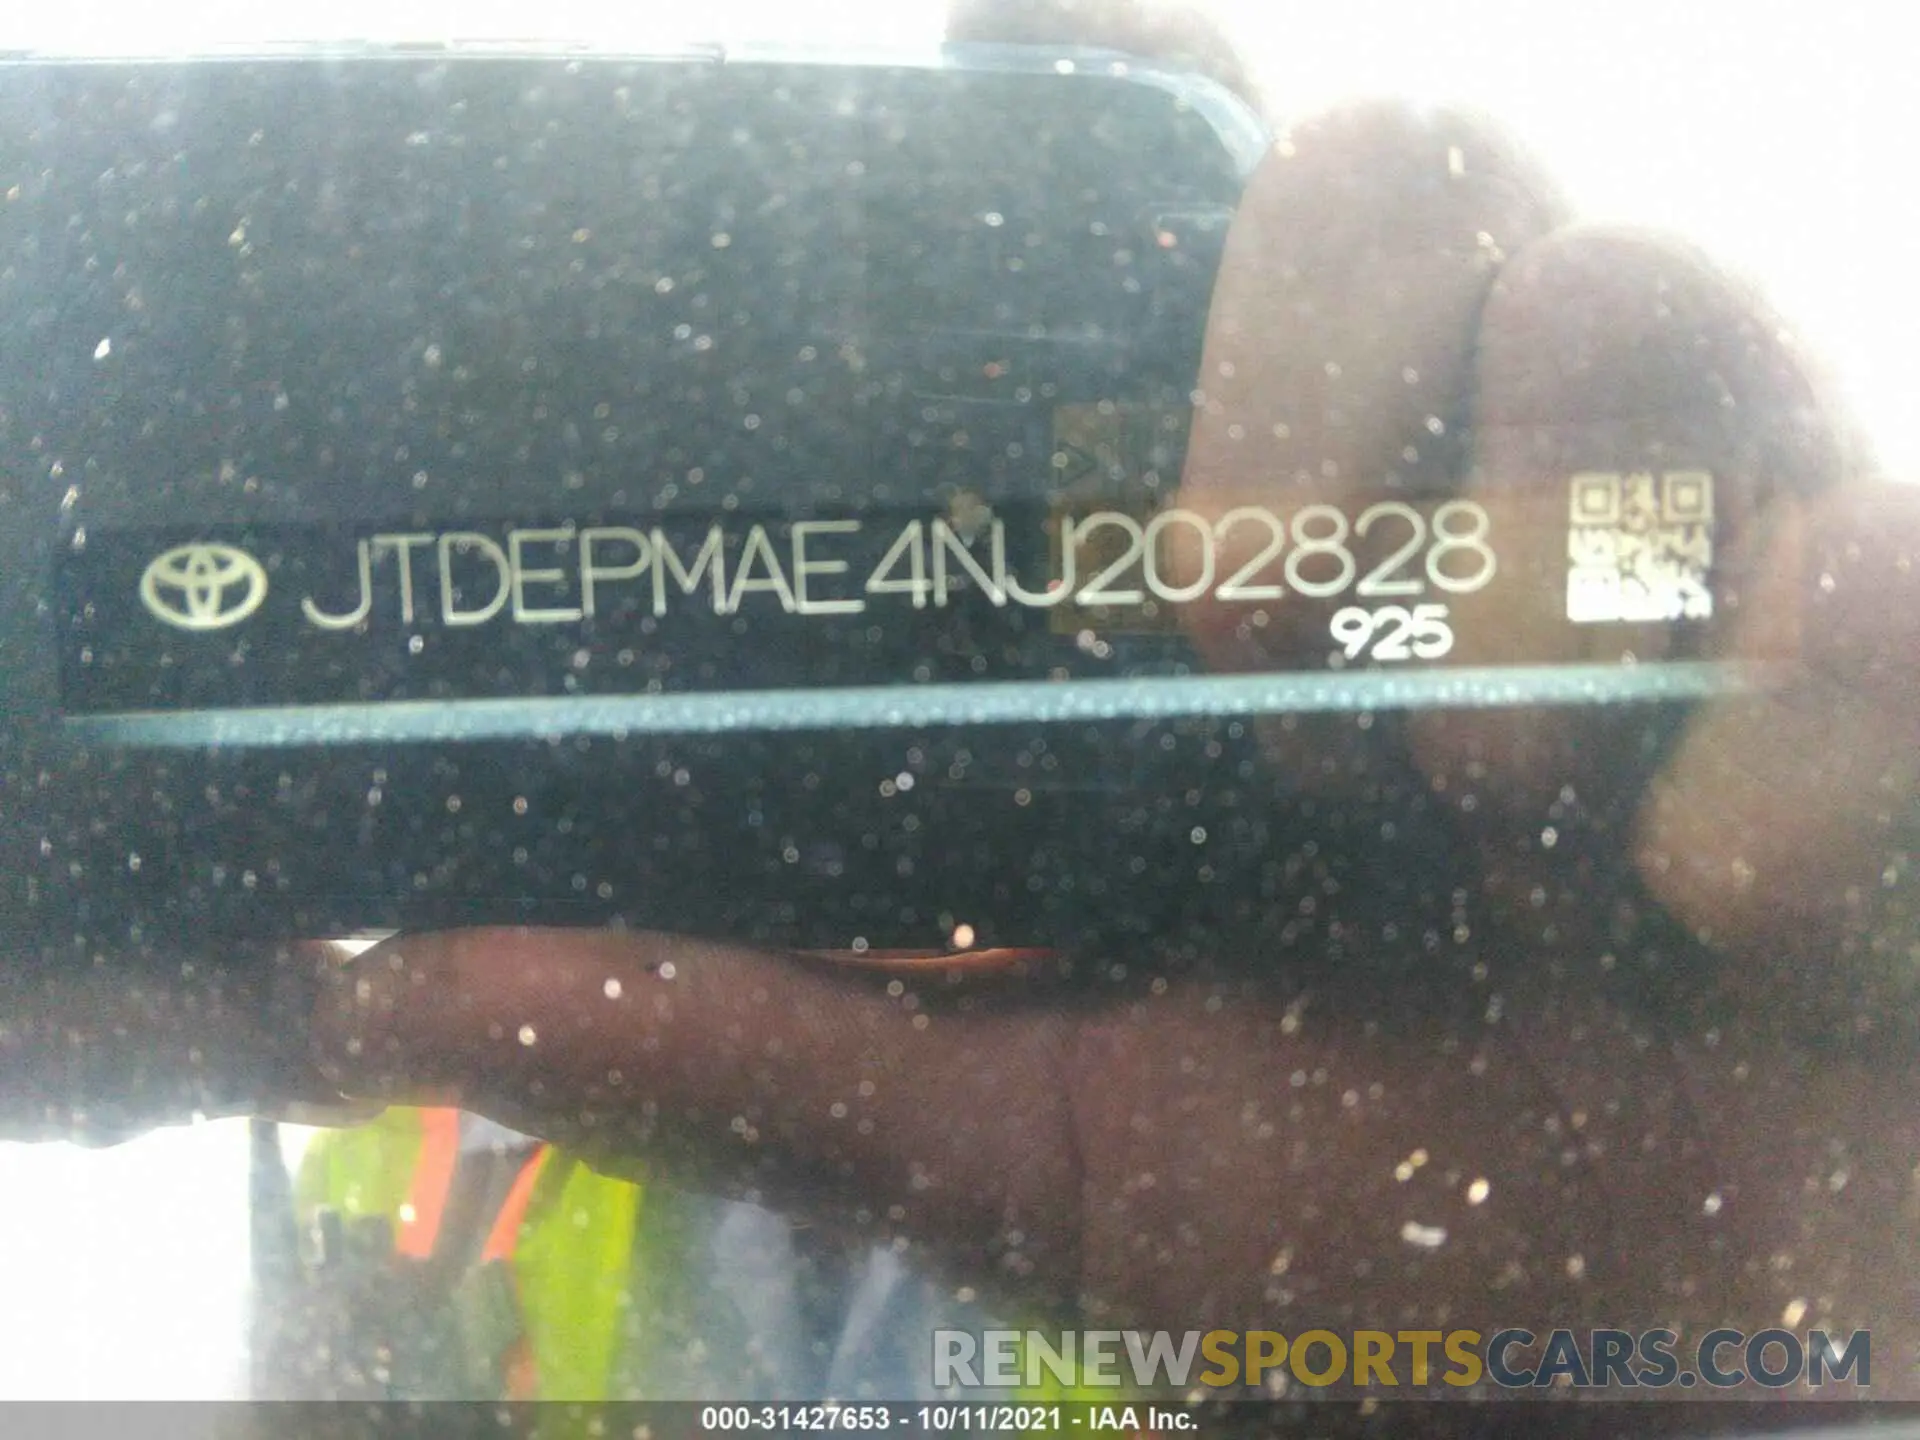 JTDEPMAE4NJ202828
925
RENEWSPORTSCARS.COM
000-31427653 - 10/11/2021 - IAA Inc.